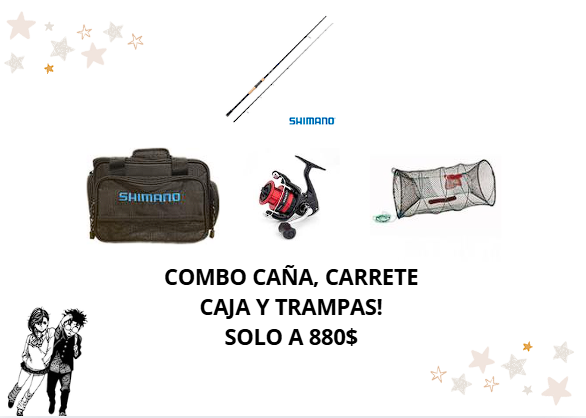 SHIMANO
SHIMANO
COMBO CAÑA, CARRETE
CAJA Y TRAMPAS!
SOLO A 880$